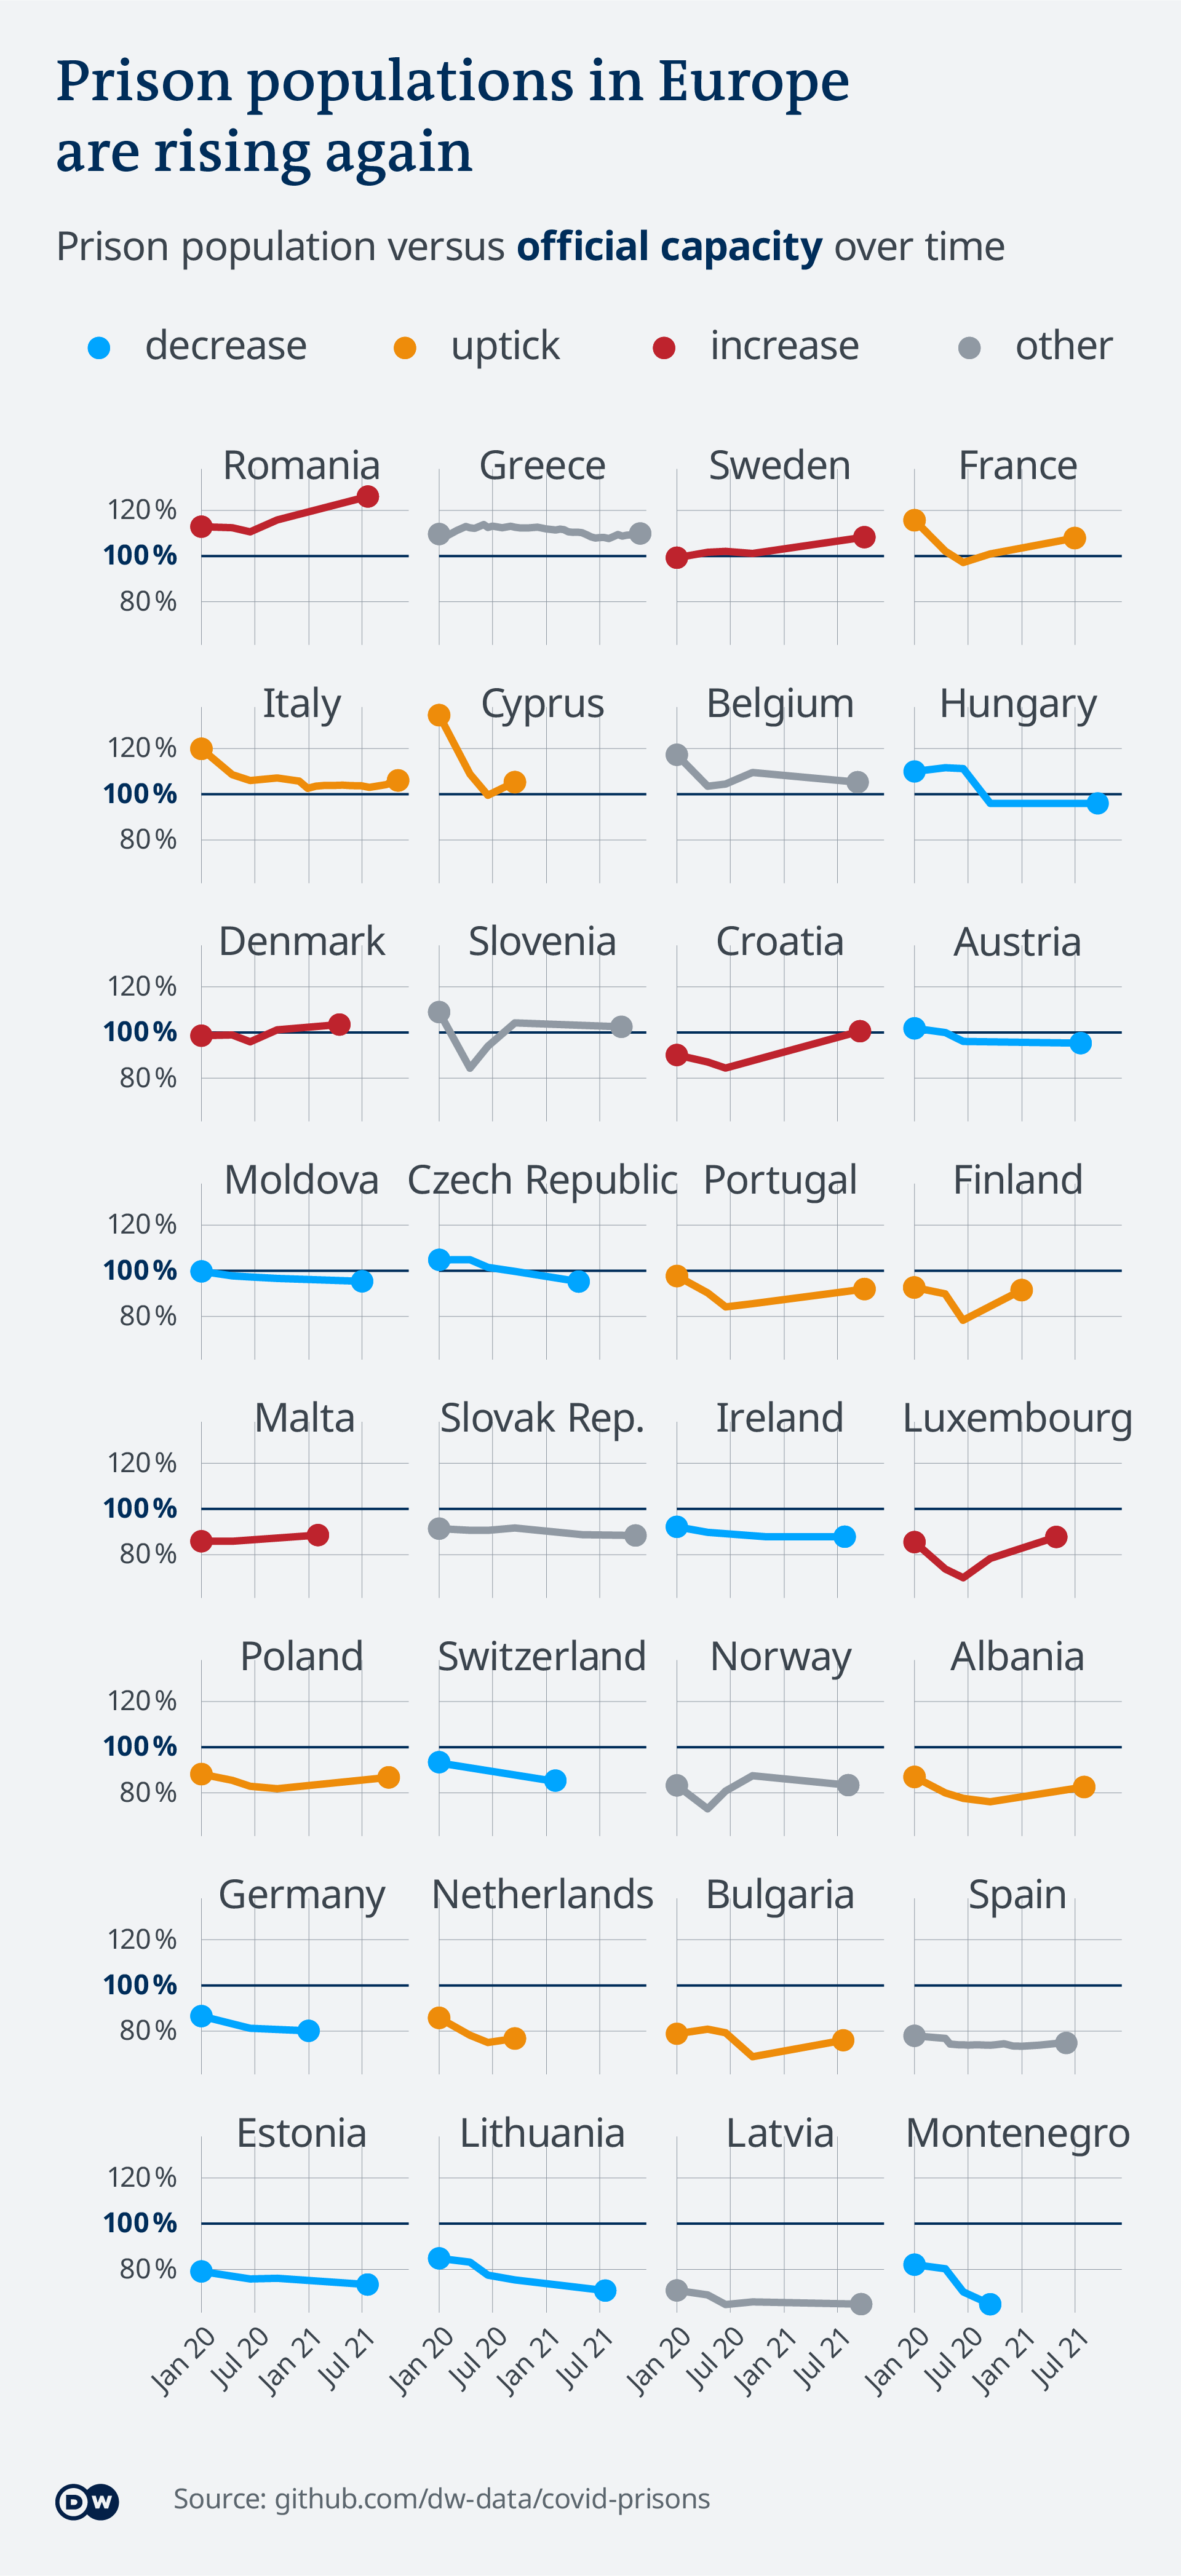 Prison populations in Europe
are rising again
Prison population versus official capacity over time
decrease uptick increase other
Romania Greece Sweden France
120 %
100 %
80 %
Italy Cyprus Belgium Hungary
120 %
100 %
80 %
Denmark Slovenia Croatia Austria
120 %
100 %
80 %
Moldova Czech Republic Portugal Finland
120 %
100 %
80 %
Malta Slovak Rep. Ireland Luxembourg
120 %
100 %
80 %
Poland Switzerland Norway Albania
120 %
100 %
80 %
Germany Netherlands Bulgaria Spain
120 %
100 %
80 %
Estonia Lithuania Latvia Montenegro
120 %
100 %
80 %
Jan 20 Jul 20 Jan 21 Jul 21 Jan 20 Jul 20 Jan 21 Jul 21 Jan 20 Jul 20 Jan 21 Jul 21 Jan 20 Jul 20 Jan 21 Jul 21
DW Source: github.com/dw-data/covid-prisons